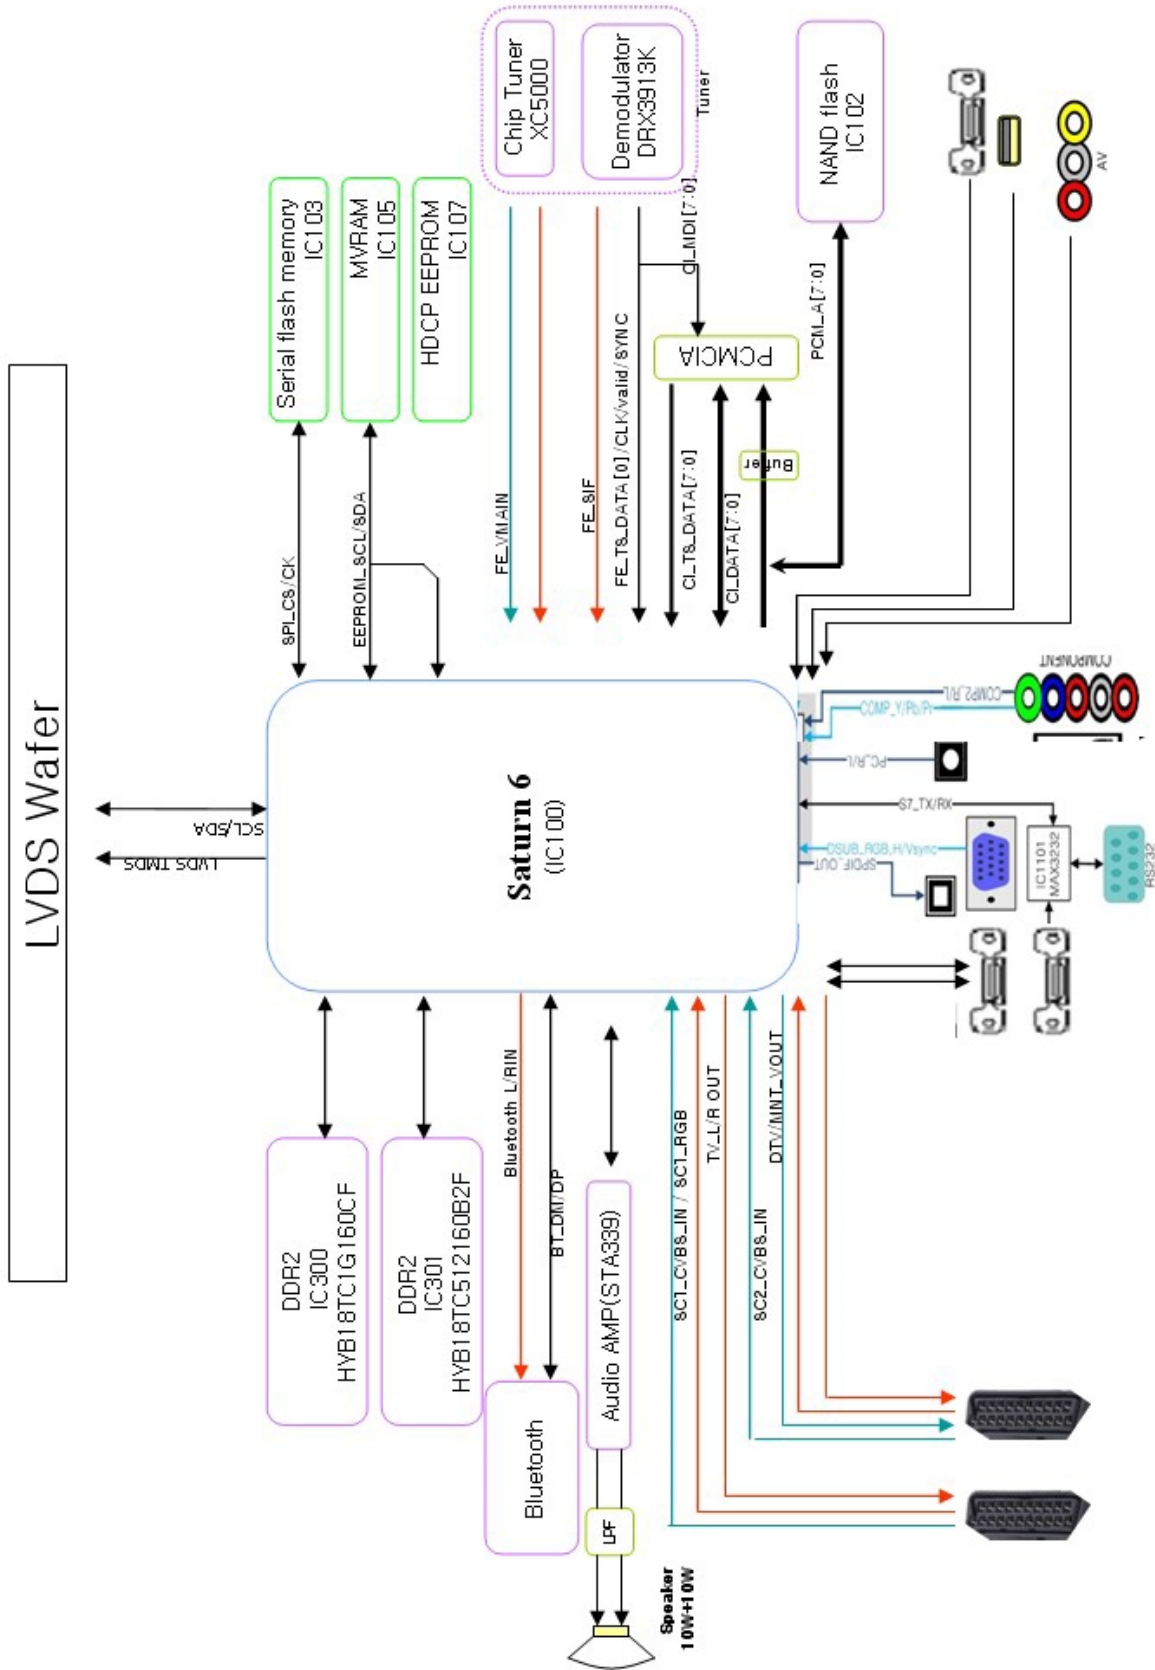 LVDS Wafer
SCL/SDA
LVDS TMDS
Serial flash memory
IC103
MVRAM
IC105
HDCP EEPROM
IC107
SPI_CS/CK
EEPROM_SCL/SDA
Chip Tuner
XC5000
Demodulator
DRX3913K
Tuner
FE_VMAIN
FE_SIF
FE_TS_DATA[0]/CLK/valid/SYNC
CI_MDI[7:0]
PCMCIA
CI_TS_DATA[7:0]
CI_DATA[7:0]
Buffer
NAND flash
IC102
PCM_A[7:0]
AV
Saturn 6
(IC100)
COMPONENT
COMP2_R/L
COMP_Y/Pb/Pr
PC_R/L
S7_TX/RX
DSUB_RGB,H/Vsync
SPDIF_OUT
IC1101
MAX3232
RS232
DDR2
IC300
HYB18TC1G160CF
DDR2
IC301
HYB18TC512160B2F
Bluetooth L/RIN
BT_DM/DP
Bluetooth
Audio AMP(STA339)
LPF
Speaker
10W+10W
SC1_CVBS_IN / SC1_RGB
TV_L/R OUT
SC2_CVBS_IN
DTV/MNT_VOUT